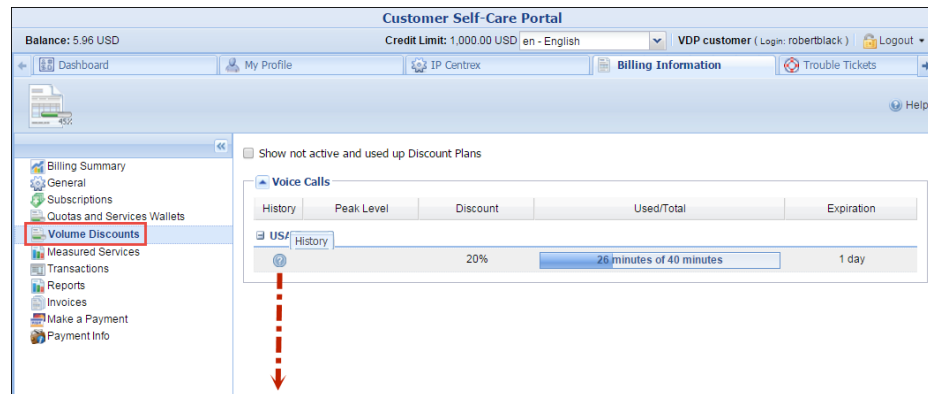 Customer Self-Care Portal
Balance: 5.96 USD Credit Limit: 1,000.00 USD en - English VDP customer ( Login: robertblack ) Logout
Dashboard My Profile IP Centrex Billing Information Trouble Tickets
45% Help
Show not active and used up Discount Plans
Billing Summary
General
Subscriptions
Quotas and Services Wallets
Volume Discounts
Measured Services
Transactions
Reports
Invoices
Make a Payment
Payment Info
Voice Calls
History Peak Level Discount Used/Total Expiration
USA
History
20% 26 minutes of 40 minutes 1 day